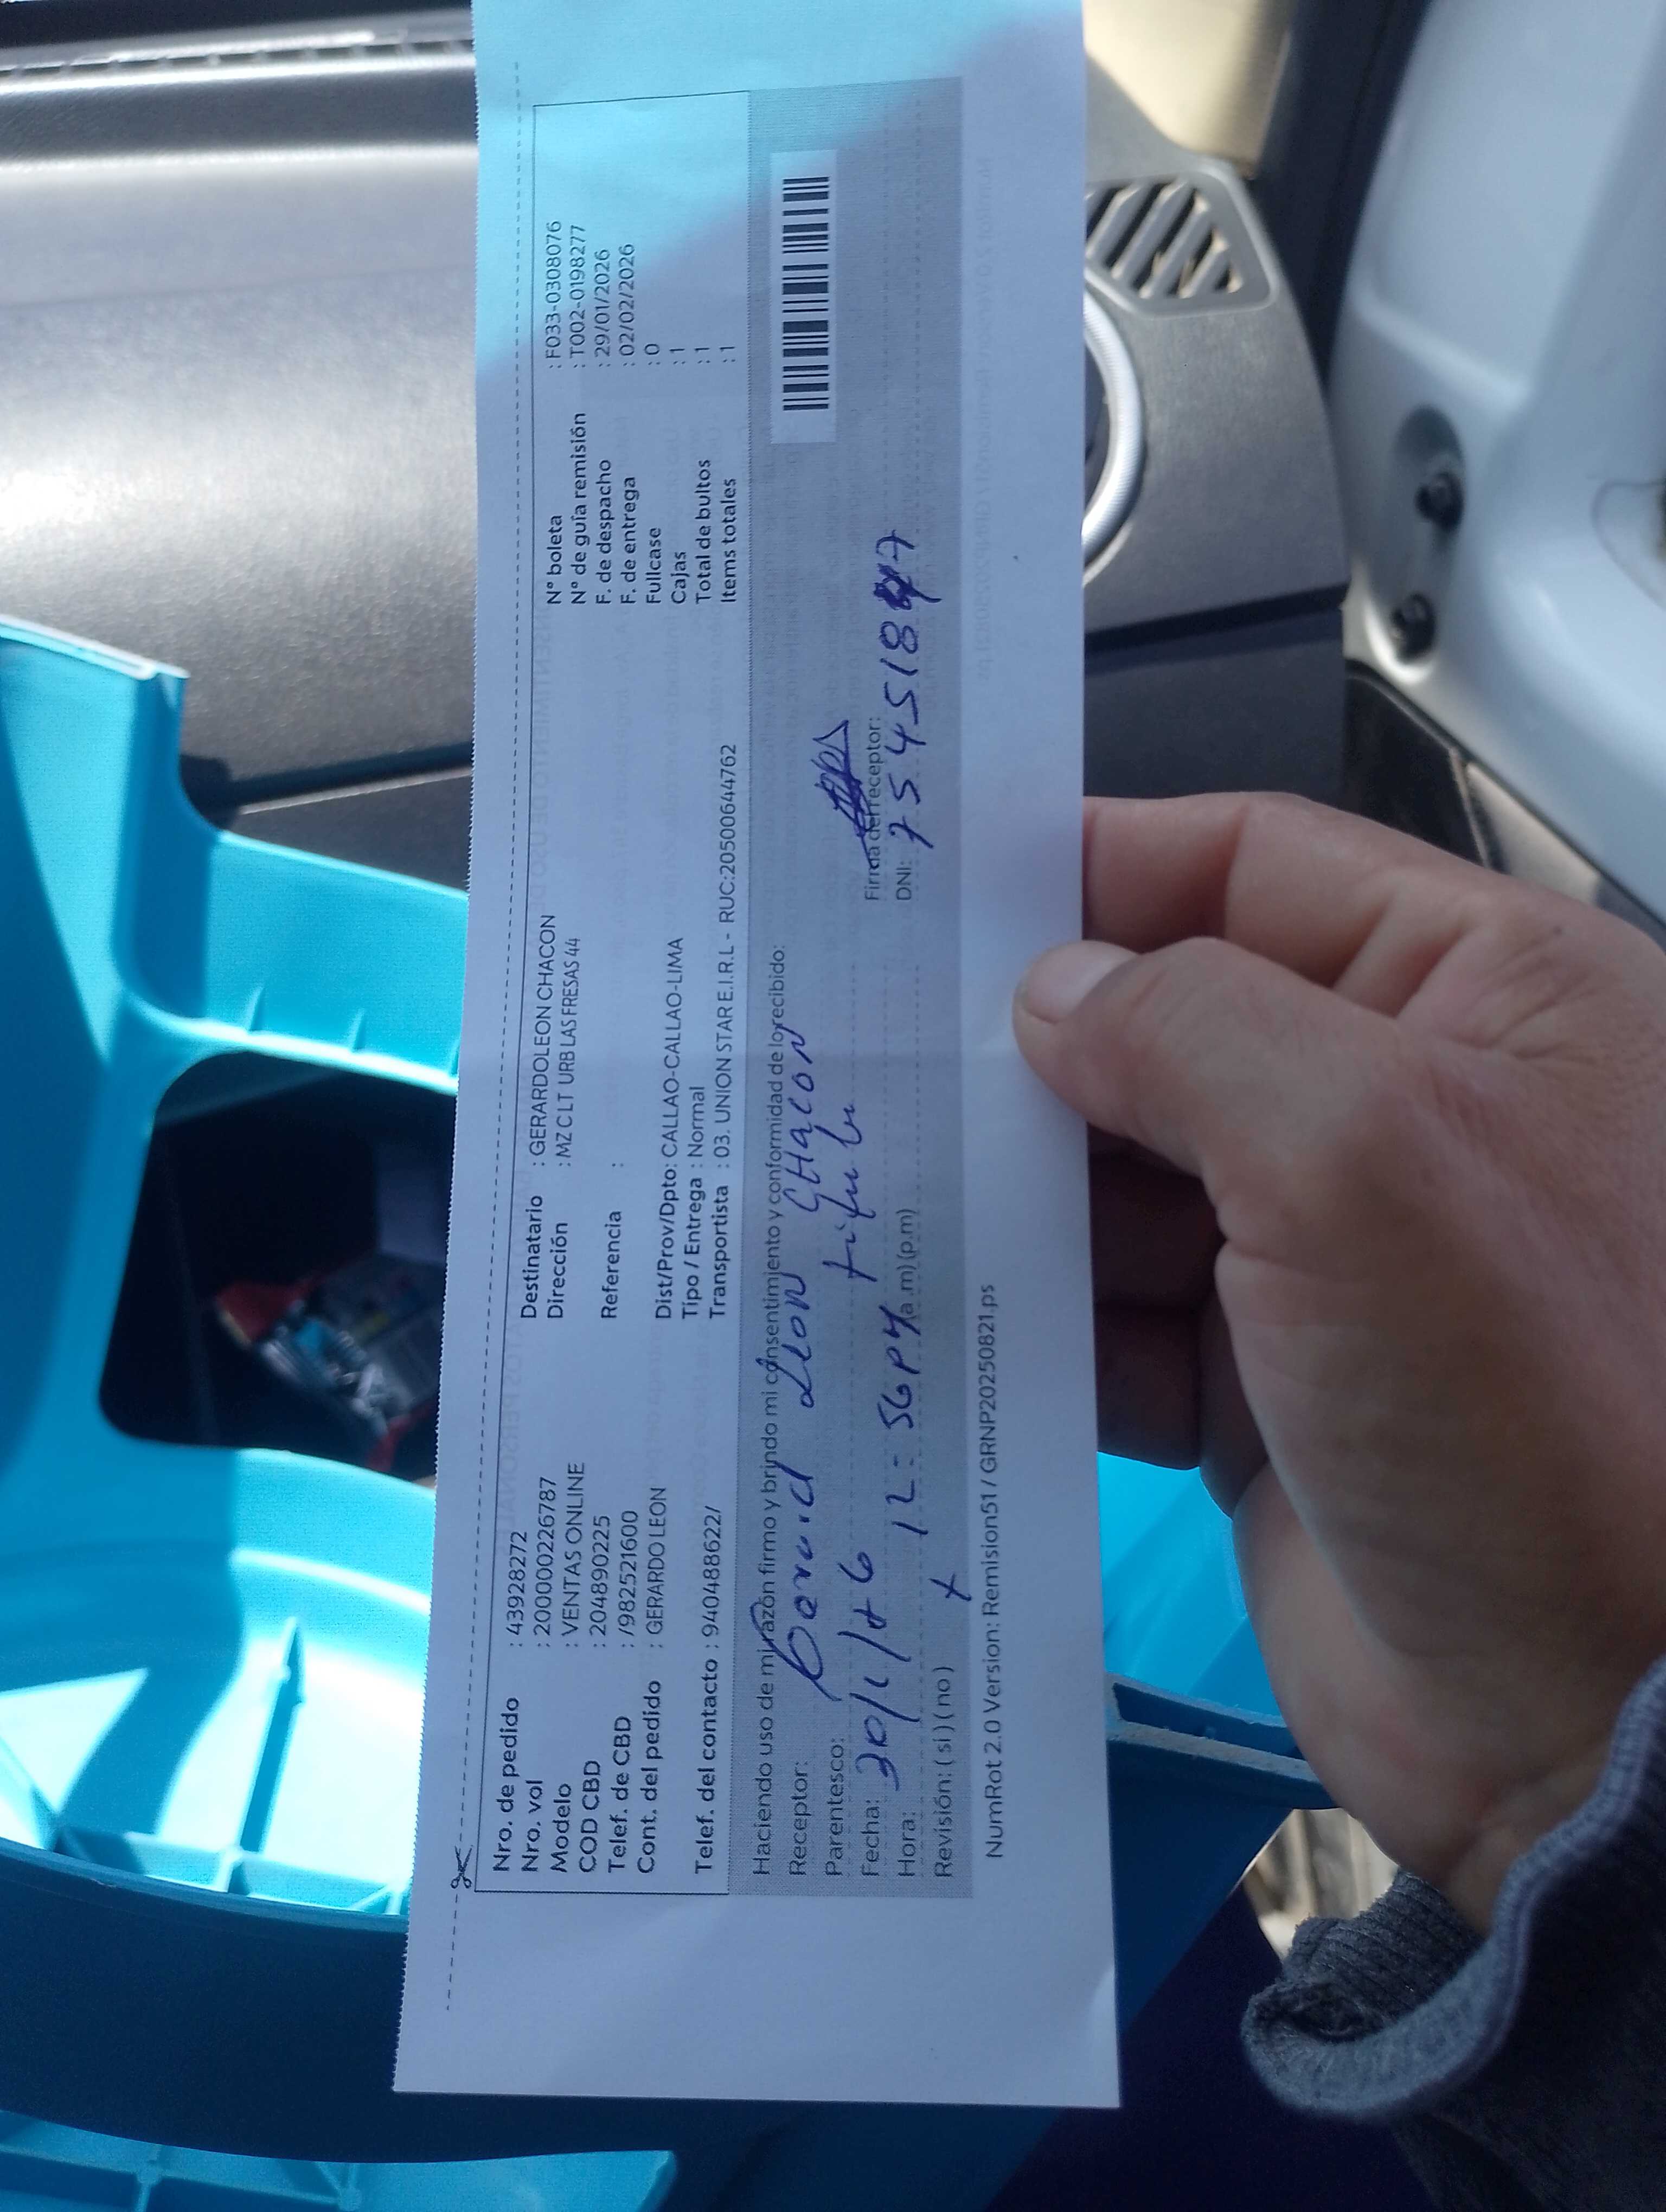 Nro. de pedido : 43928272
Nro. vol : 200000226787
Modelo : VENTAS ONLINE
COD CBD : 204890225
Telef. de CBD : /982521600
Cont. del pedido : GERARDO LEON
Telef. del contacto : 940488622/
Destinatario : GERARDOLEON CHACON
Dirección : MZ C LT URB LAS FRESAS 44
Referencia :
Dist/Prov/Dpto: CALLAO-CALLAO-LIMA
Tipo / Entrega : Normal
Transportista : 03. UNION STAR E.I.R.L - RUC:20500644762
N° boleta : F033-0308076
N° de guía remisión : T002-0198277
F. de despacho : 29/01/2026
F. de entrega : 02/02/2026
Fullcase : 0
Cajas : 1
Total de bultos : 1
Items totales : 1
Haciendo uso de mi razón firmo y brindo mi consentimiento y conformidad de lo recibido:
Receptor: David Leon CHacon
Parentesco: titular
Fecha: 30/1/26
Hora: 12-56PM (a.m) (p.m)
Revisión: (si) (no) x
Firma del receptor:
DNI: 75451847
NumRot 2.0 Version: Remision51 / GRNP20250821.ps